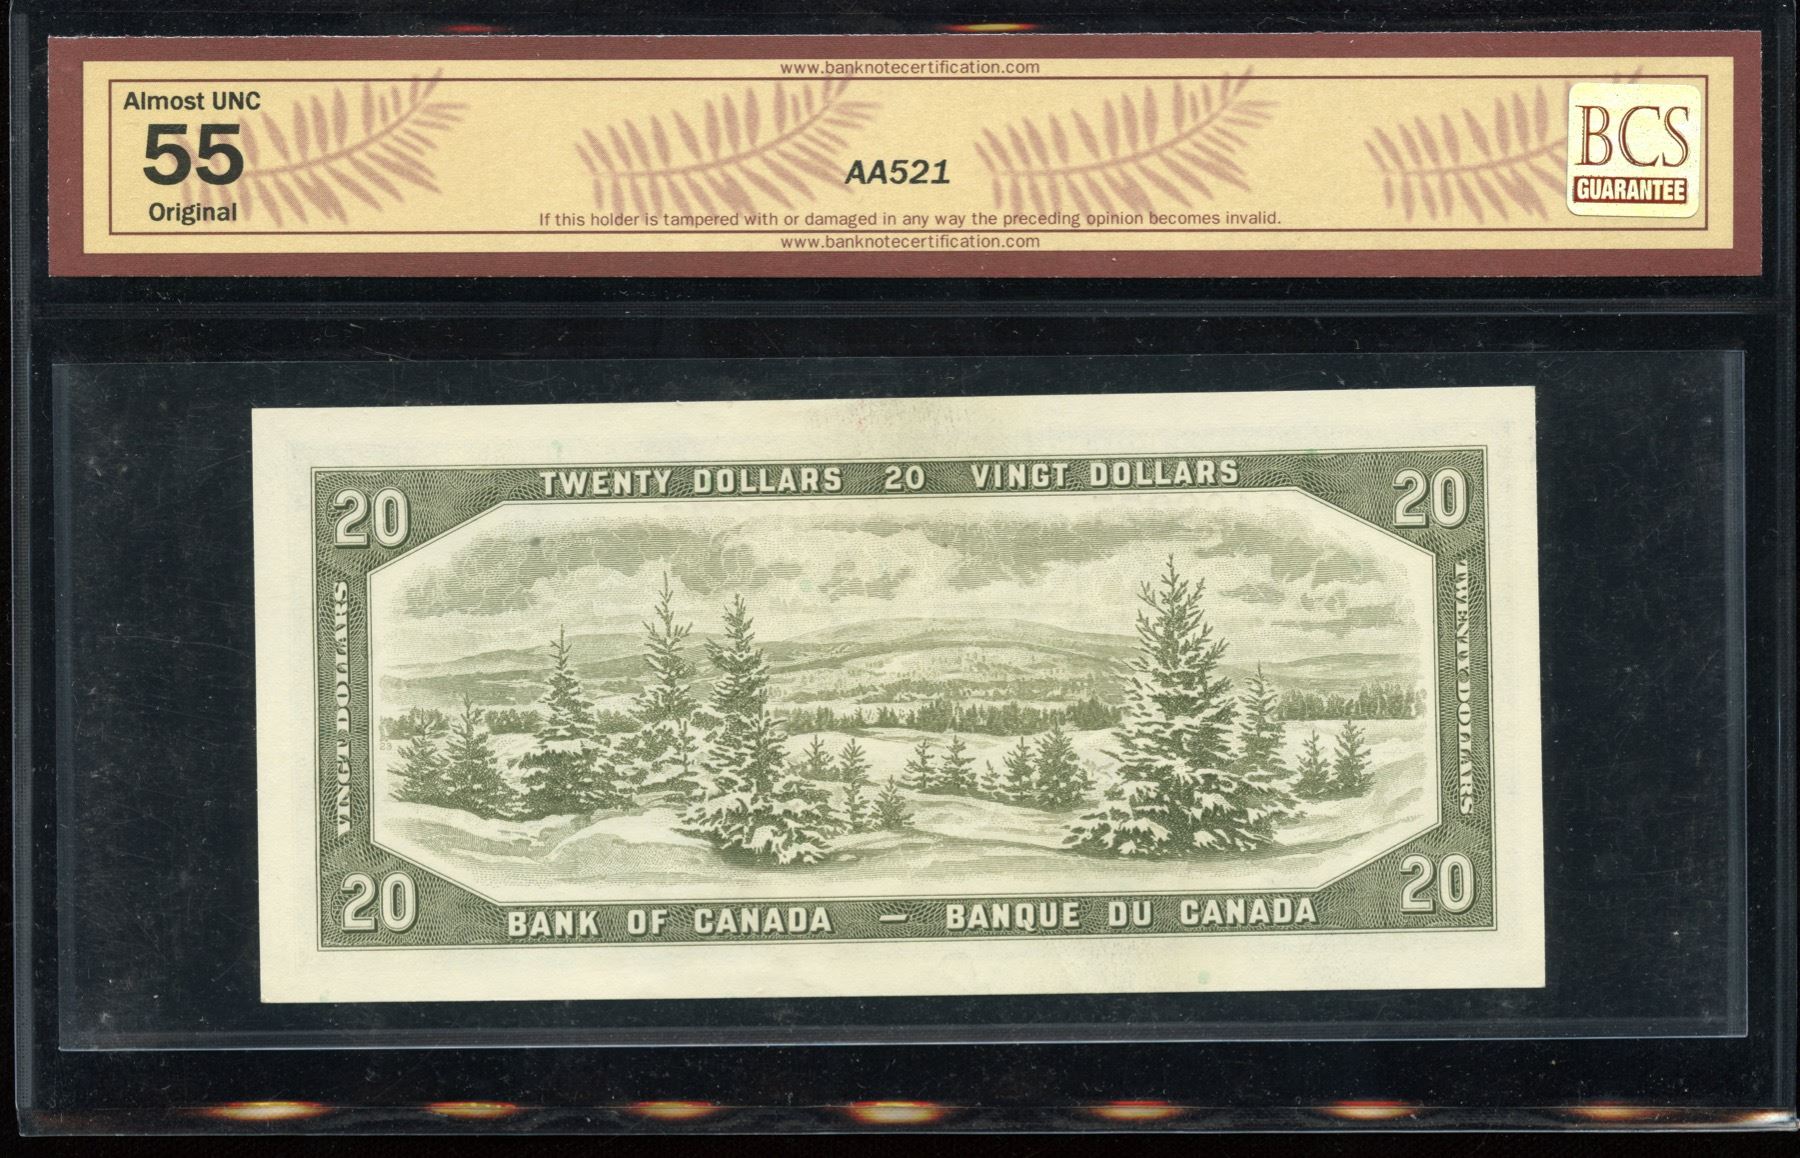 www.banknotecertification.com
Almost UNC
55
Original
AA521
BCS
GUARANTEE
If this holder is tampered with or damaged in any way the preceding opinion becomes invalid.
www.banknotecertification.com
TWENTY DOLLARS 20 VINGT DOLLARS
20
20
VINGT DOLLARS
TWENTY DOLLARS
23
20
20
BANK OF CANADA — BANQUE DU CANADA